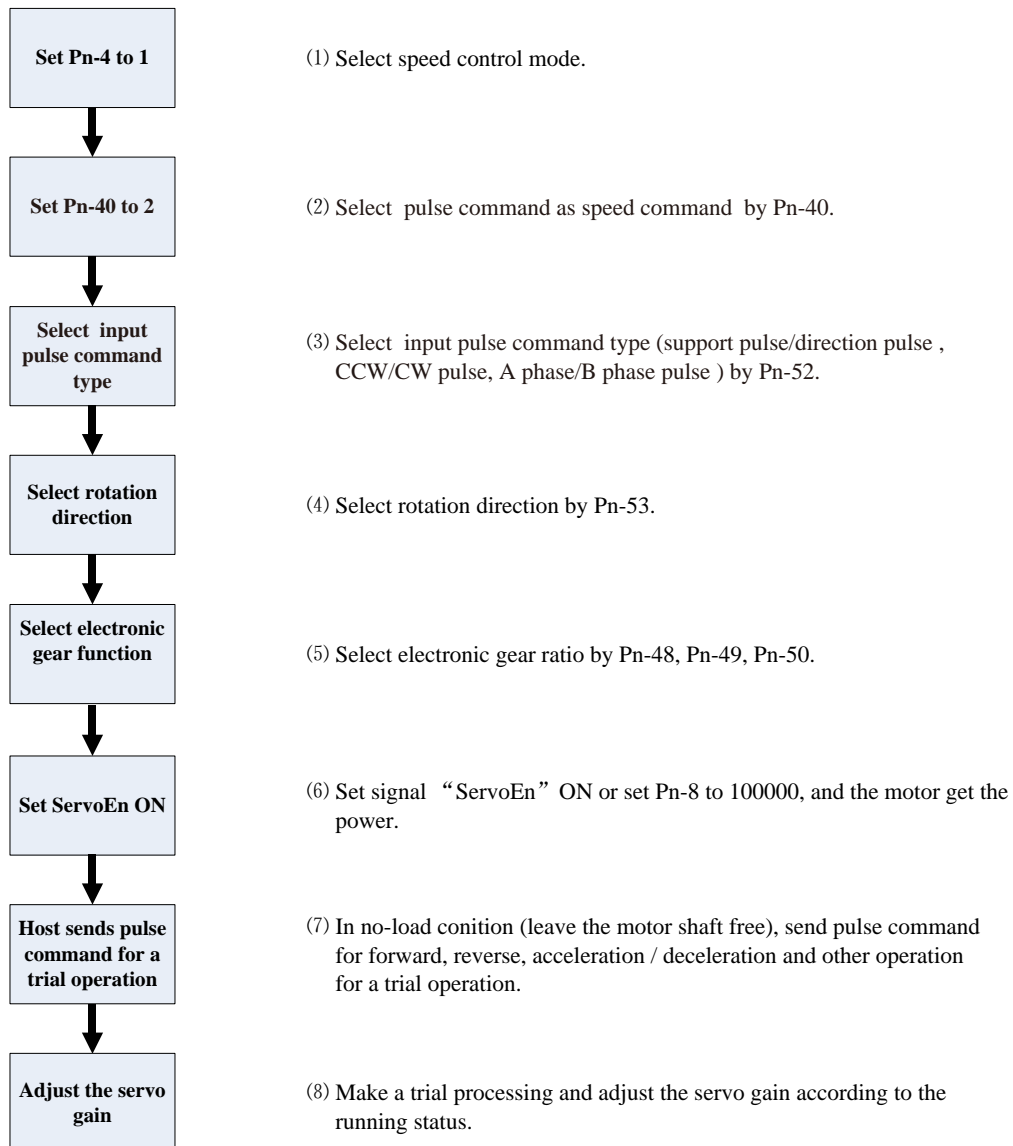 Set Pn-4 to 1
⑴ Select speed control mode.
Set Pn-40 to 2
⑵ Select pulse command as speed command by Pn-40.
Select input
pulse command
type
⑶ Select input pulse command type (support pulse/direction pulse ,
CCW/CW pulse, A phase/B phase pulse ) by Pn-52.
Select rotation
direction
⑷ Select rotation direction by Pn-53.
Select electronic
gear function
⑸ Select electronic gear ratio by Pn-48, Pn-49, Pn-50.
Set ServoEn ON
⑹ Set signal “ServoEn” ON or set Pn-8 to 100000, and the motor get the
power.
Host sends pulse
command for a
trial operation
⑺ In no-load conition (leave the motor shaft free), send pulse command
for forward, reverse, acceleration / deceleration and other operation
for a trial operation.
Adjust the servo
gain
⑻ Make a trial processing and adjust the servo gain according to the
running status.